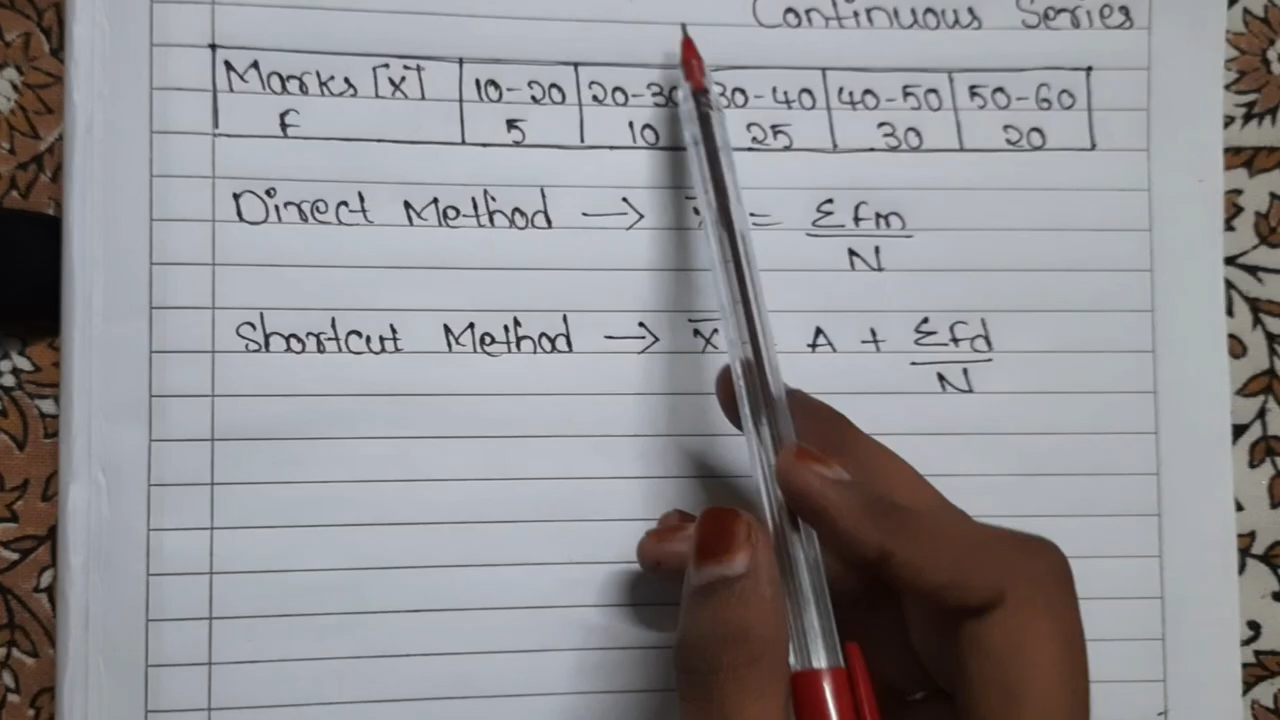 Continuous Series
Marks [X] 10-20 20-30 30-40 40-50 50-60
f 5 10 25 30 20
Direct Method → = Σfm / N
Shortcut Method → x̅ A + Σfd / N